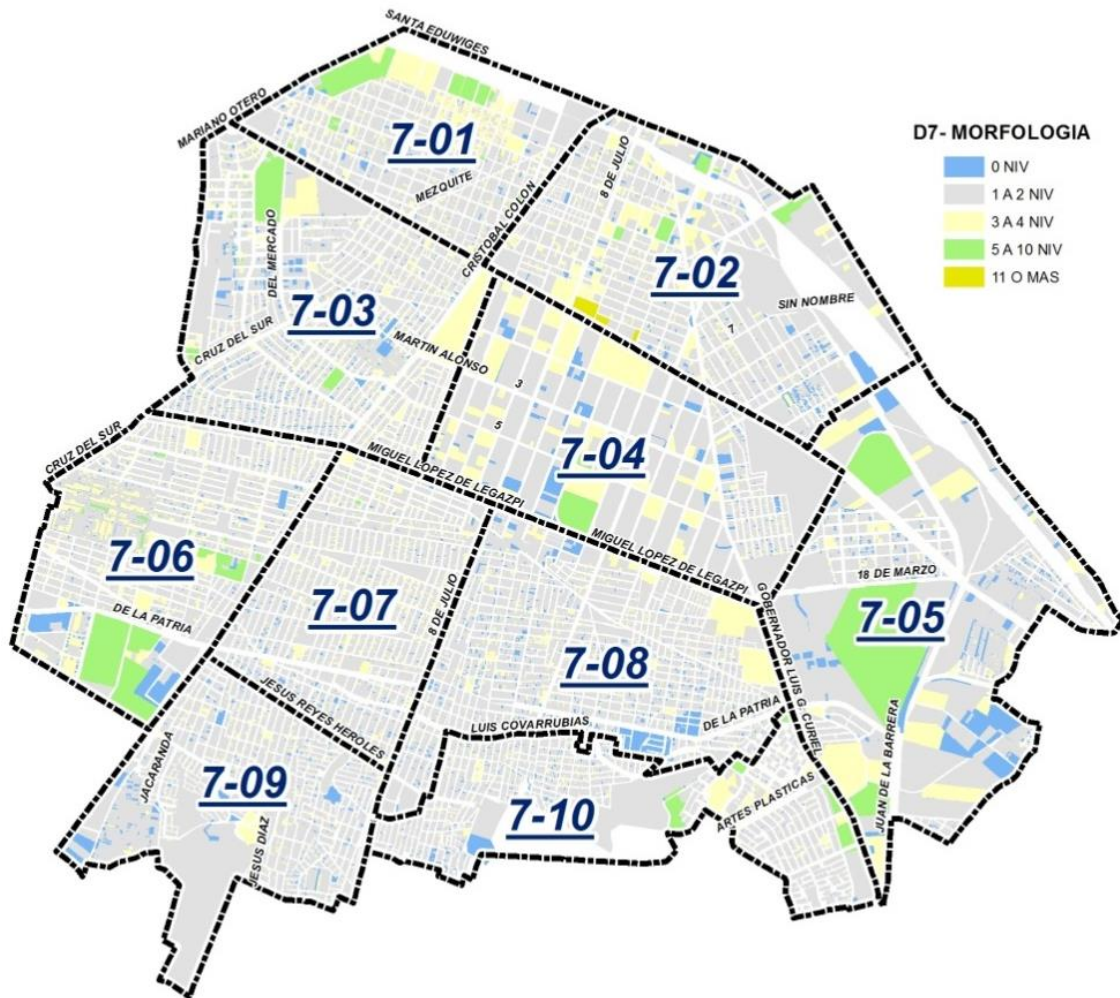 SANTA EDUWIGES
MARIANO OTERO
7-01
MEZQUITE
CRISTOBAL COLON
8 DE JULIO
D7- MORFOLOGIA
0 NIV
1 A 2 NIV
3 A 4 NIV
5 A 10 NIV
11 O MAS
DEL MERCADO
7-02
SIN NOMBRE
7
7-03
CRUZ DEL SUR
MARTIN ALONSO
3
5
7-04
CRUZ DEL SUR
MIGUEL LOPEZ DE LEGAZPI
MIGUEL LOPEZ DE LEGAZPI
7-06
18 DE MARZO
7-05
7-07
8 DE JULIO
GOBERNADOR LUIS G. CURIEL
DE LA PATRIA
7-08
JESUS REYES HEROLES
LUIS COVARRUBIAS
DE LA PATRIA
JACARANDA
7-09
JUAN DE LA BARRERA
ARTES PLASTICAS
7-10
JESUS DIAZ